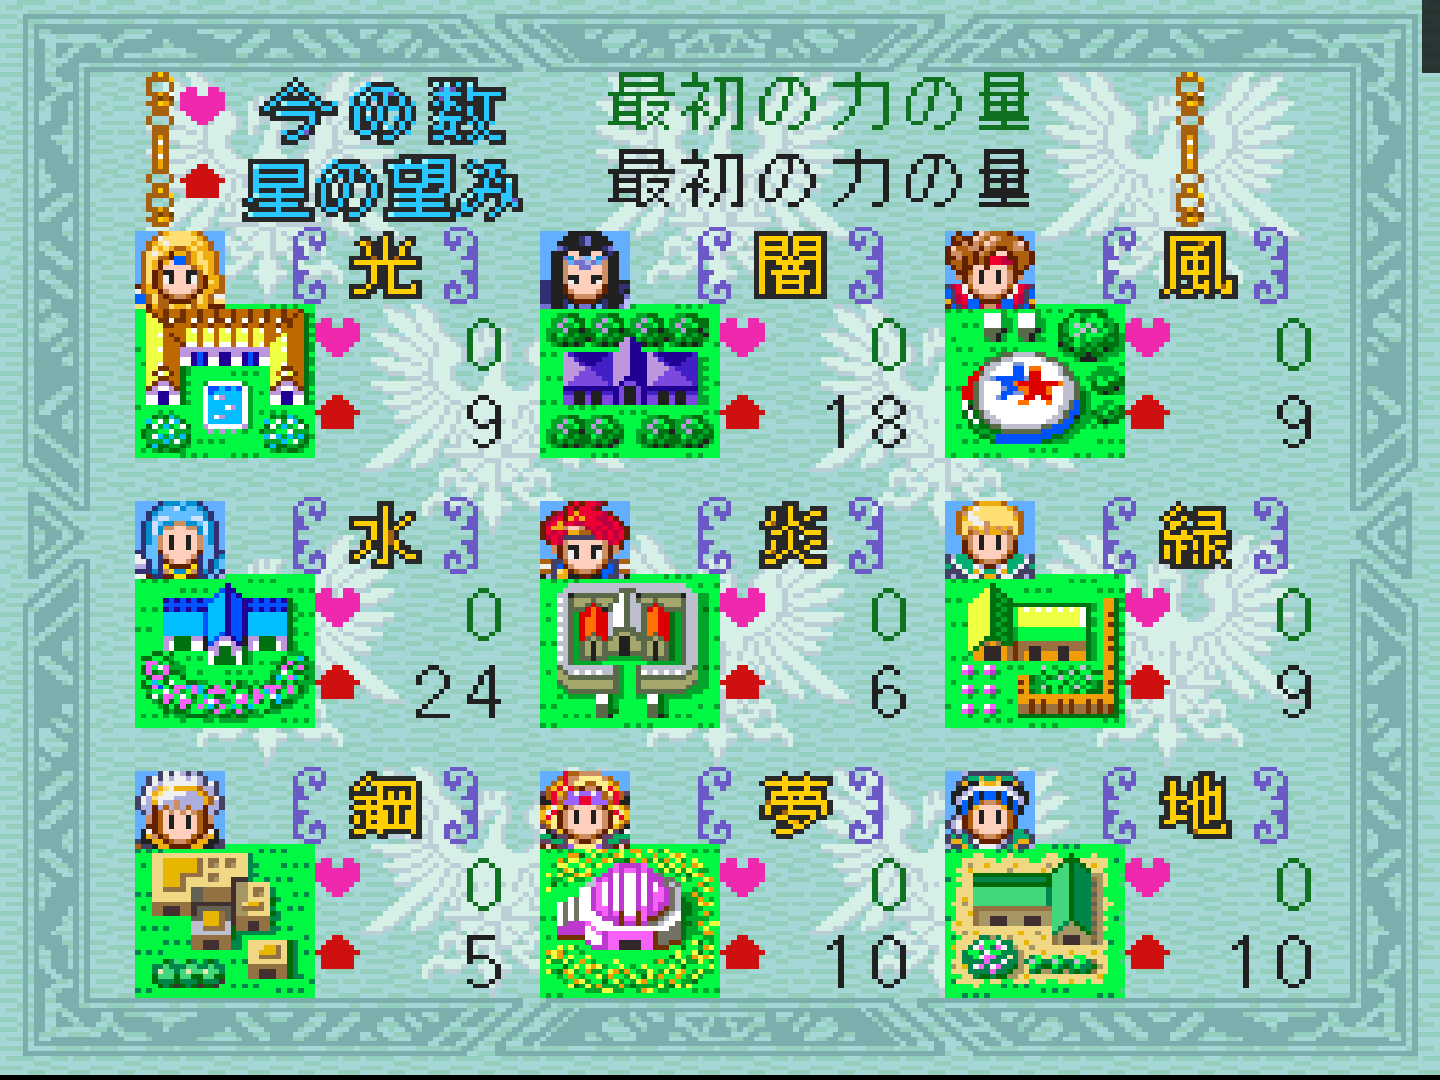 今の数 最初の力の量
星の望み 最初の力の量
光 闇 風
0 0 0
9 18 9
水 炎 緑
0 0 0
24 6 9
鋼 夢 地
0 0 0
5 10 10